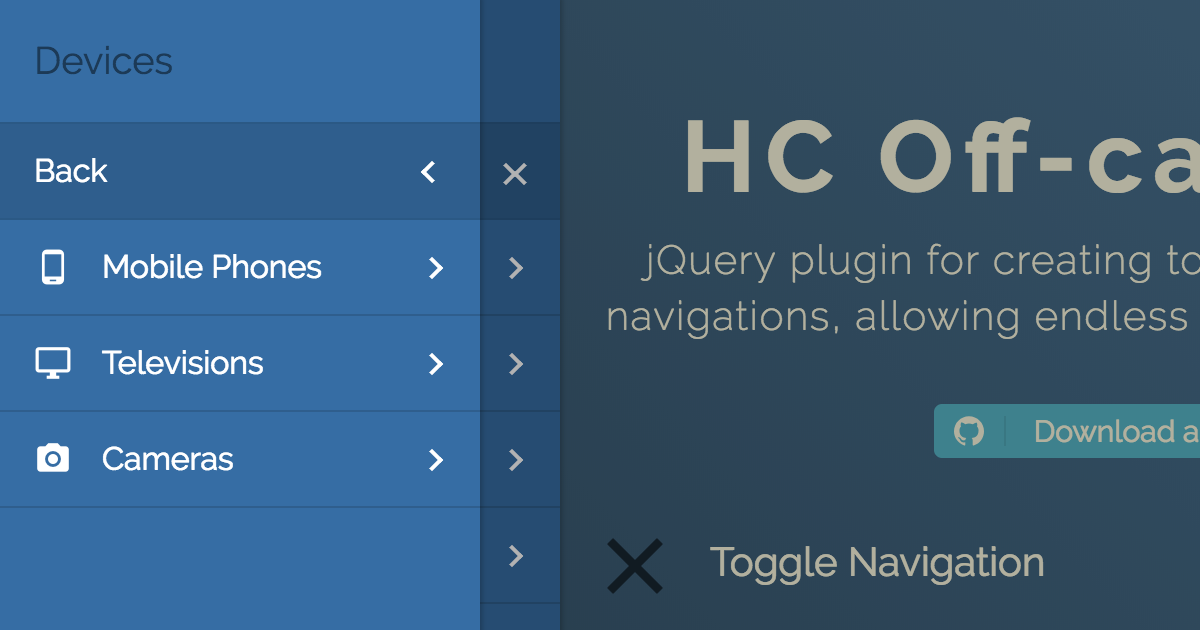 Devices
Back
Mobile Phones
Televisions
Cameras
HC Off-ca
jQuery plugin for creating to
navigations, allowing endless
Download a
Toggle Navigation